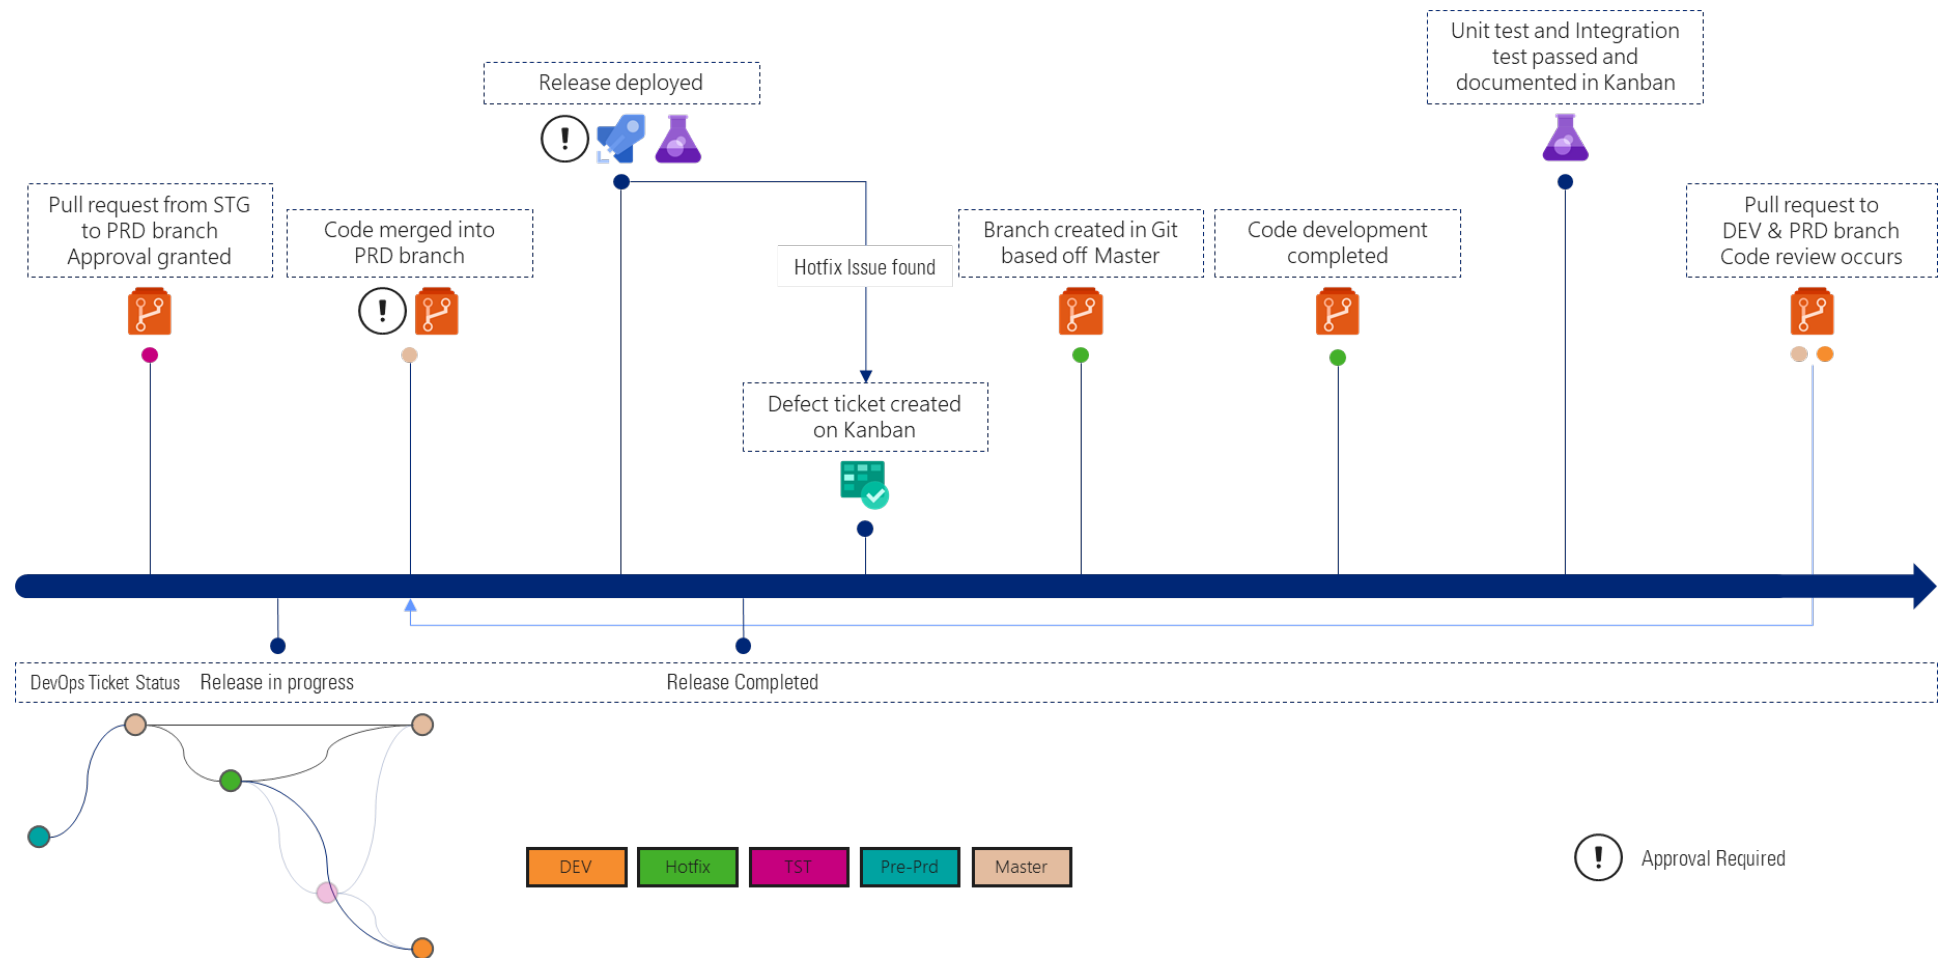 Unit test and Integration
test passed and
documented in Kanban
Release deployed
Pull request from STG
to PRD branch
Approval granted
Code merged into
PRD branch
Hotfix Issue found
Branch created in Git
based off Master
Code development
completed
Pull request to
DEV & PRD branch
Code review occurs
Defect ticket created
on Kanban
DevOps Ticket Status
Release in progress
Release Completed
DEV
Hotfix
TST
Pre-Prd
Master
! Approval Required